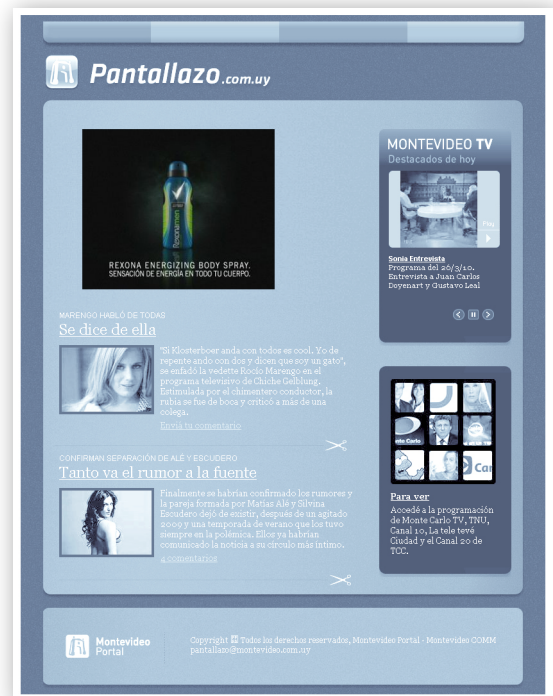 Pantallazo.com.uy
REXONA ENERGIZING BODY SPRAY.
SENSACIÓN DE ENERGÍA EN TODO TU CUERPO.
MARENGO HABLÓ DE TODAS
Se dice de ella
"Si Klosterboer anda con todos es cool. Yo de
repente ando con dos y dicen que soy un gato",
se enfadó la vedette Rocío Marengo en el
programa televizivo de Chiche Gelblung.
Estimulada por el chimentero conductor, la
rubia se fue de boca y criticó a más de una
colega.
Enviá tu comentario
CONFIRMAN SEPARACIÓN DE ALÉ Y ESCUDERO
Tanto va el rumor a la fuente
Finalmente se habrían confirmado los rumores y
la pareja formada por Matías Alé y Silvina
Escudero dejó de existir, después de un agitado
2009 y una temporada de verano que los tuvo
siempre en la polémica. Ellos ya habrían
comunicado la noticia a su círculo más íntimo.
4 comentarios
MONTEVIDEO TV
Destacados de hoy
Play
Sonia Entrevista
Programa del 26/3/10.
Entrevista a Juan Carlos
Doyenart y Gustavo Leal
nte Carlo
Car
Para ver
Accedé a la programación
de Monte Carlo TV, TNU,
Canal 10, La tele tevé
Ciudad y el Canal 20 de
TCC.
Montevideo
Portal
Copyright Todos los derechos reservados, Montevideo Portal - Montevideo COMM
pantallazo@montevideo.com.uy